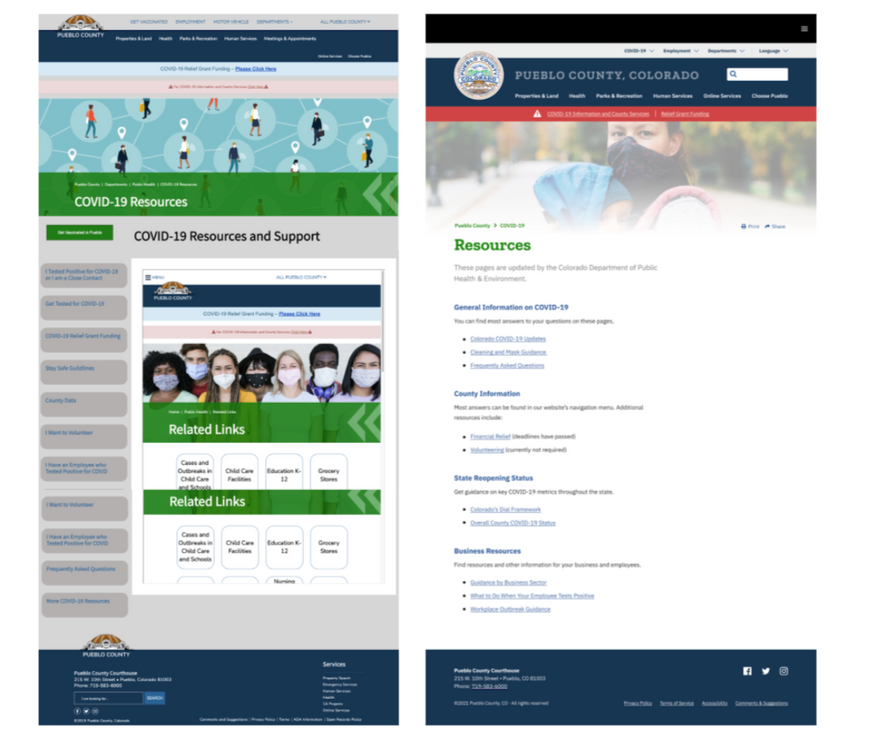 GET VACCINATED EMPLOYMENT MOTOR VEHICLE DEPARTMENTS ALL PUEBLO COUNTY
PUEBLO COUNTY
Properties & Land Health Parks & Recreation Human Services Meetings & Appointments
Online Services Choose Pueblo
COVID-19 Relief Grant Funding – Please Click Here
For COVID-19 Information and County Services Click Here
Pueblo County | Departments | Public Health | COVID-19 Resources
COVID-19 Resources
Get Vaccinated in Pueblo
COVID-19 Resources and Support
I Tested Positive for COVID-19
or I am a Close Contact
Get Tested for COVID-19
COVID-19 Relief Grant Funding
Stay Safe Guidlines
County Data
I Want to Volunteer
I Have an Employee who
Tested Positive for COVID
I Want to Volunteer
I Have an Employee who
Tested Positive for COVID
Frequently Asked Questions
More COVID-19 Resources
MENU ALL PUEBLO COUNTY
PUEBLO COUNTY
COVID-19 Relief Grant Funding – Please Click Here
For COVID-19 Information and County Services Click Here
Home | Public Health | Related Links
Related Links
Cases and
Outbreaks in
Child Care
and Schools
Child Care
Facilities
Education K-
12
Grocery
Stores
Related Links
Cases and
Outbreaks in
Child Care
and Schools
Child Care
Facilities
Education K-
12
Grocery
Stores
Nursing
PUEBLO COUNTY
Pueblo County Courthouse
215 W. 10th Street • Pueblo, Colorado 81003
Phone: 719-583-6000
I am looking for... SEARCH
©2019 Pueblo County, Colorado
Services
Property Search
Emergency Services
Human Services
Health
Online Services
Comments and Suggestions | Privacy Policy | Terms | ADA Information | Open Records Policy
COVID-19 Employment Departments Language
PUEBLO COUNTY
COLORADO
PUEBLO COUNTY, COLORADO
Properties & Land Health Parks & Recreation Human Services Online Services Choose Pueblo
COVID-19 Information and County Services | Relief Grant Funding
Pueblo County > COVID-19
Print Share
Resources
These pages are updated by the Colorado Department of Public
Health & Environment.
General Information on COVID-19
You can find most answers to your questions on these pages.
• Colorado COVID-19 Updates
• Cleaning and Mask Guidance
• Frequently Asked Questions
County Information
Most answers can be found in our website's navigation menu. Additional
resources include:
• Financial Relief (deadlines have passed)
• Volunteering (currently not required)
State Reopening Status
Get guidance on key COVID-19 metrics throughout the state.
• Colorado's Dial Framework
• Overall County COVID-19 Status
Business Resources
Find resources and other information for your business and employees.
• Guidance by Business Sector
• What to Do When Your Employee Tests Positive
• Workplace Outbreak Guidance
Pueblo County Courthouse
215 W. 10th Street • Pueblo, CO 81003
Phone: 719-583-6000
©2021 Pueblo County, CO · All rights reserved
Privacy Policy Terms of Service Accessibility Comments & Suggestions